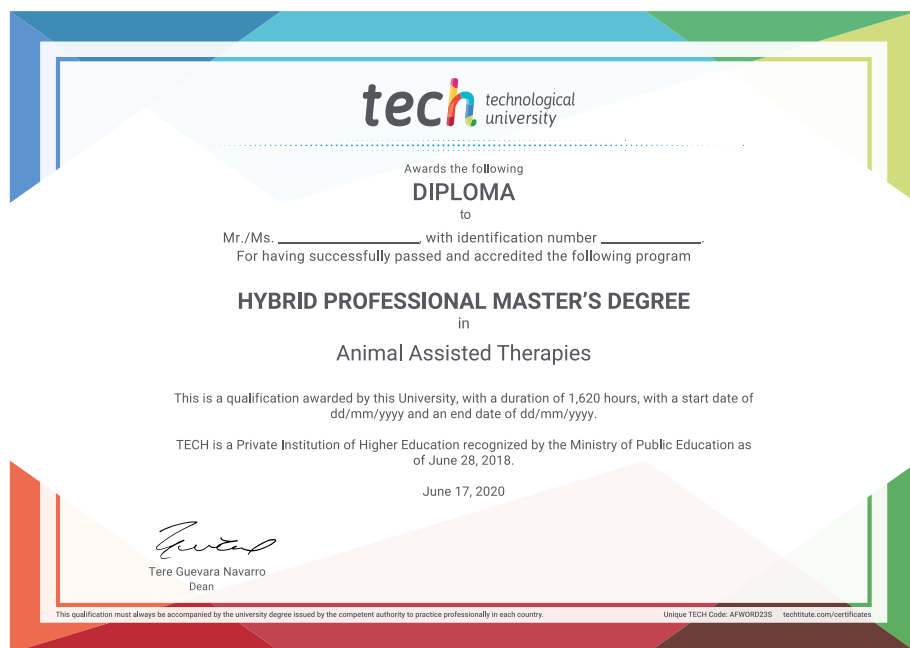 tech technological
university
Awards the following
DIPLOMA
to
Mr./Ms. ____________________, with identification number ______________.
For having successfully passed and accredited the following program
HYBRID PROFESSIONAL MASTER’S DEGREE
in
Animal Assisted Therapies
This is a qualification awarded by this University, with a duration of 1,620 hours, with a start date of
dd/mm/yyyy and an end date of dd/mm/yyyy.
TECH is a Private Institution of Higher Education recognized by the Ministry of Public Education as
of June 28, 2018.
June 17, 2020
Tere Guevara Navarro
Dean
This qualification must always be accompanied by the university degree issued by the competent authority to practice professionally in each country.
Unique TECH Code: AFWORD23S techtitute.com/certificates